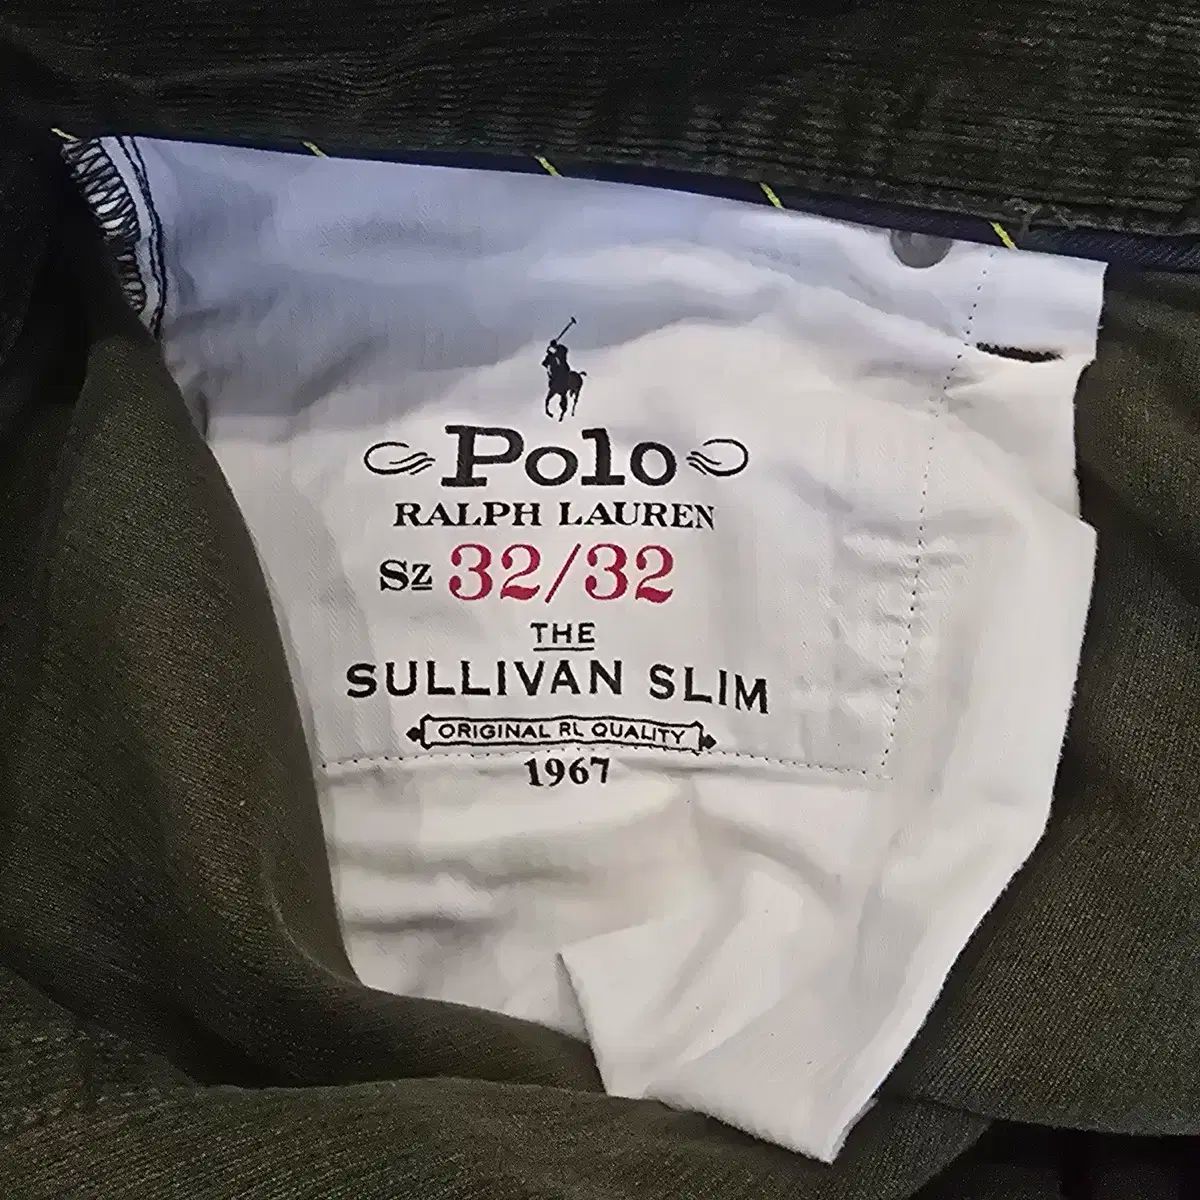 Polo
RALPH LAUREN
Sz 32/32
THE
SULLIVAN SLIM
ORIGINAL RL QUALITY
1967